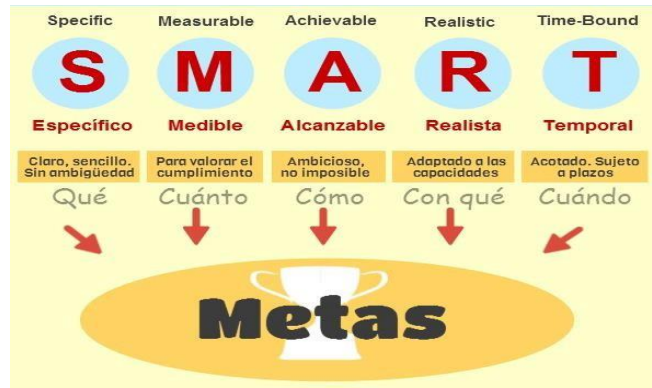 Specific Measurable Achievable Realistic Time-Bound
S M A R T
Específico Medible Alcanzable Realista Temporal
Claro, sencillo. Para valorar el Ambicioso, Adaptado a las Acotado. Sujeto
Sin ambigüedad cumplimiento no imposible capacidades a plazos
Qué Cuánto Cómo Con qué Cuándo
Metas